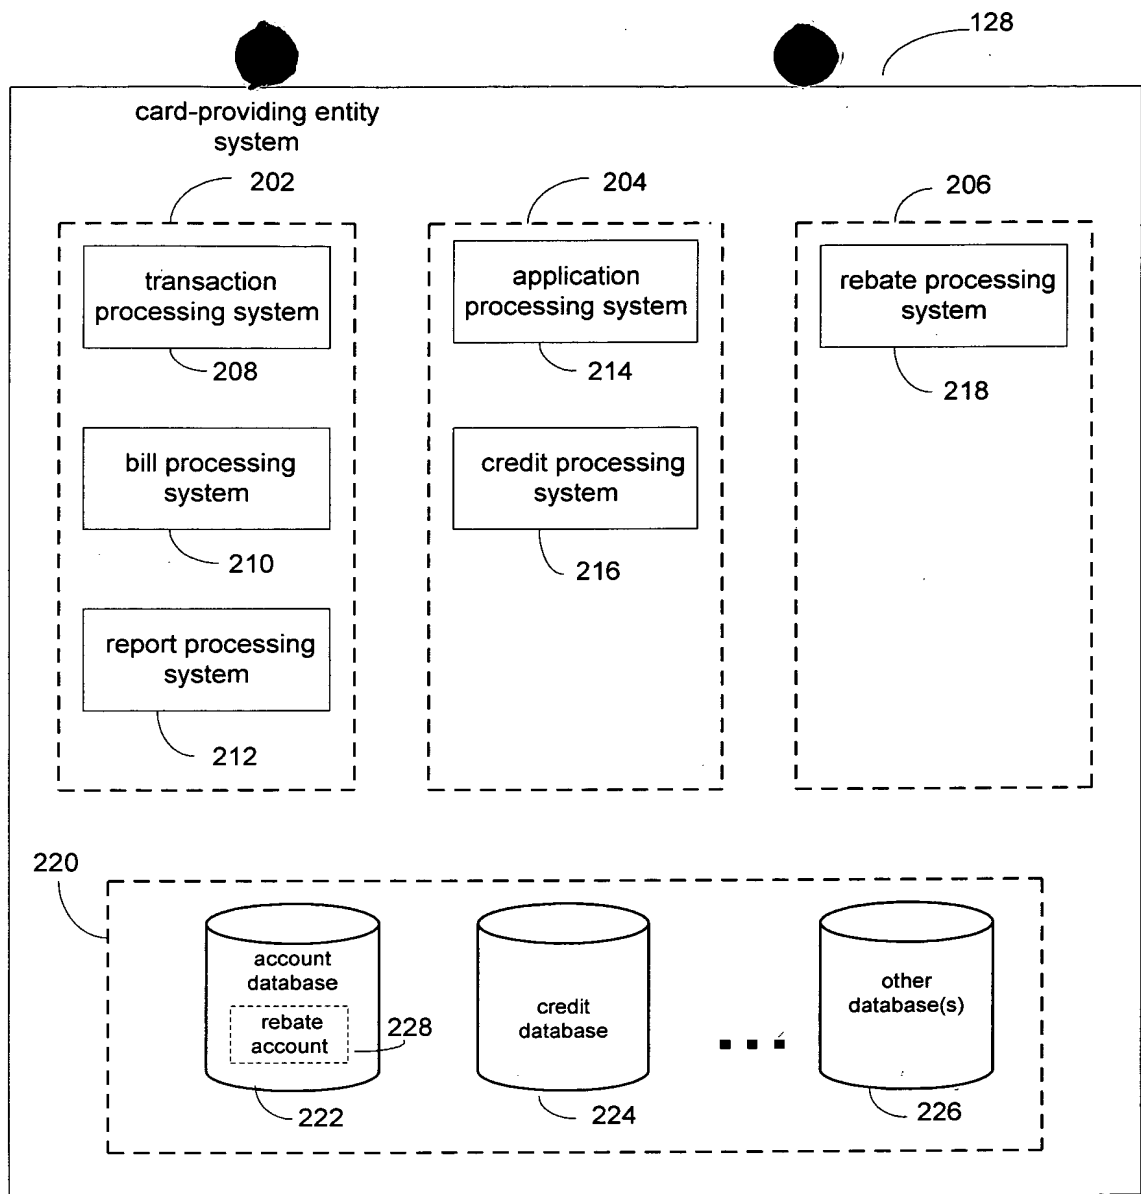 128
card-providing entity
system
202
204
206
transaction
processing system
208
application
processing system
214
rebate processing
system
218
bill processing
system
210
credit processing
system
216
report processing
system
212
220
account
database
rebate
account
228
222
credit
database
224
other
database(s)
226